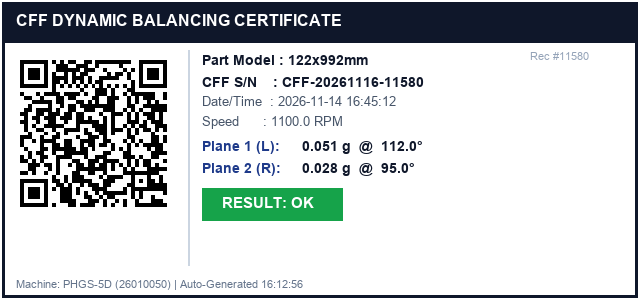 CFF DYNAMIC BALANCING CERTIFICATE
Rec #11580
Part Model : 122x992mm
CFF S/N : CFF-20261116-11580
Date/Time : 2026-11-14 16:45:12
Speed : 1100.0 RPM
Plane 1 (L): 0.051 g @ 112.0°
Plane 2 (R): 0.028 g @ 95.0°
RESULT: OK
Machine: PHGS-5D (26010050) | Auto-Generated 16:12:56